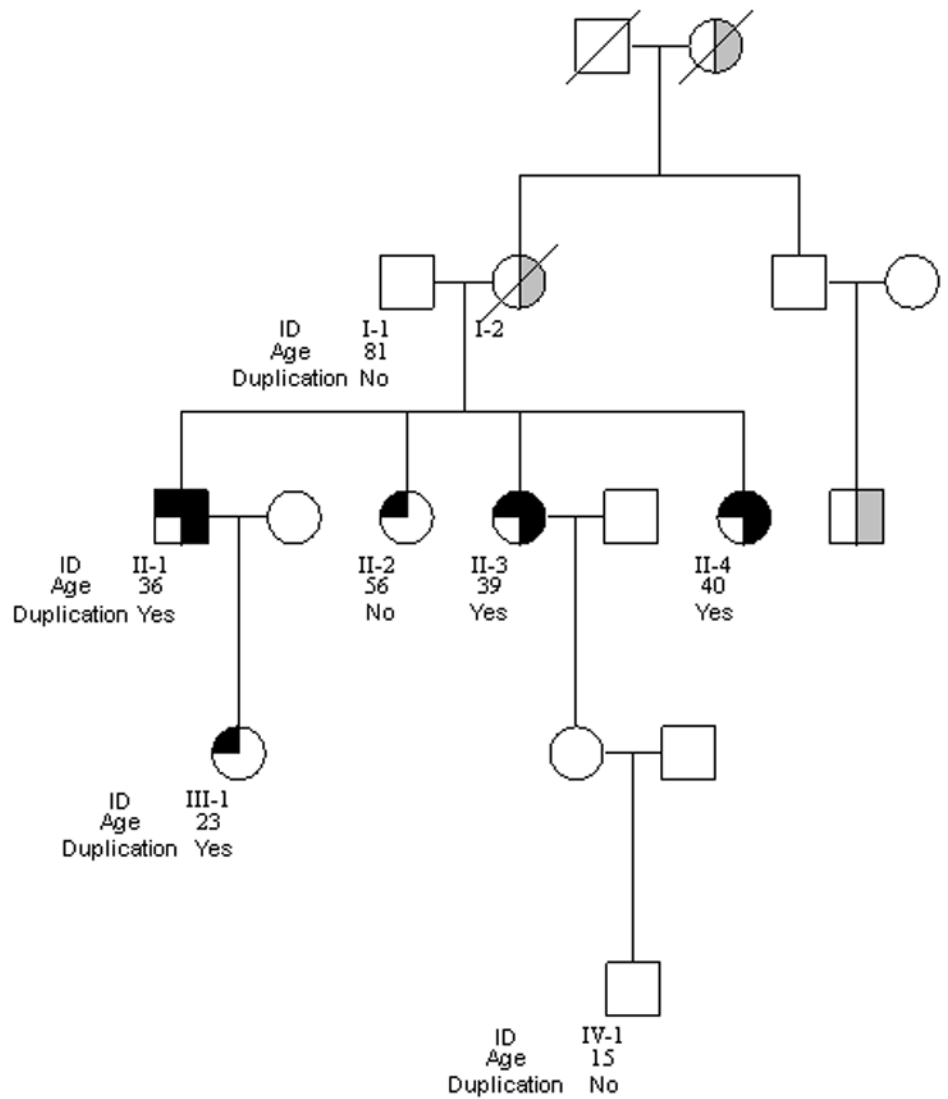 ID I-1 I-2
Age 81
Duplication No
ID II-1 II-2 II-3 II-4
Age 36 56 39 40
Duplication Yes No Yes Yes
ID III-1
Age 23
Duplication Yes
ID IV-1
Age 15
Duplication No